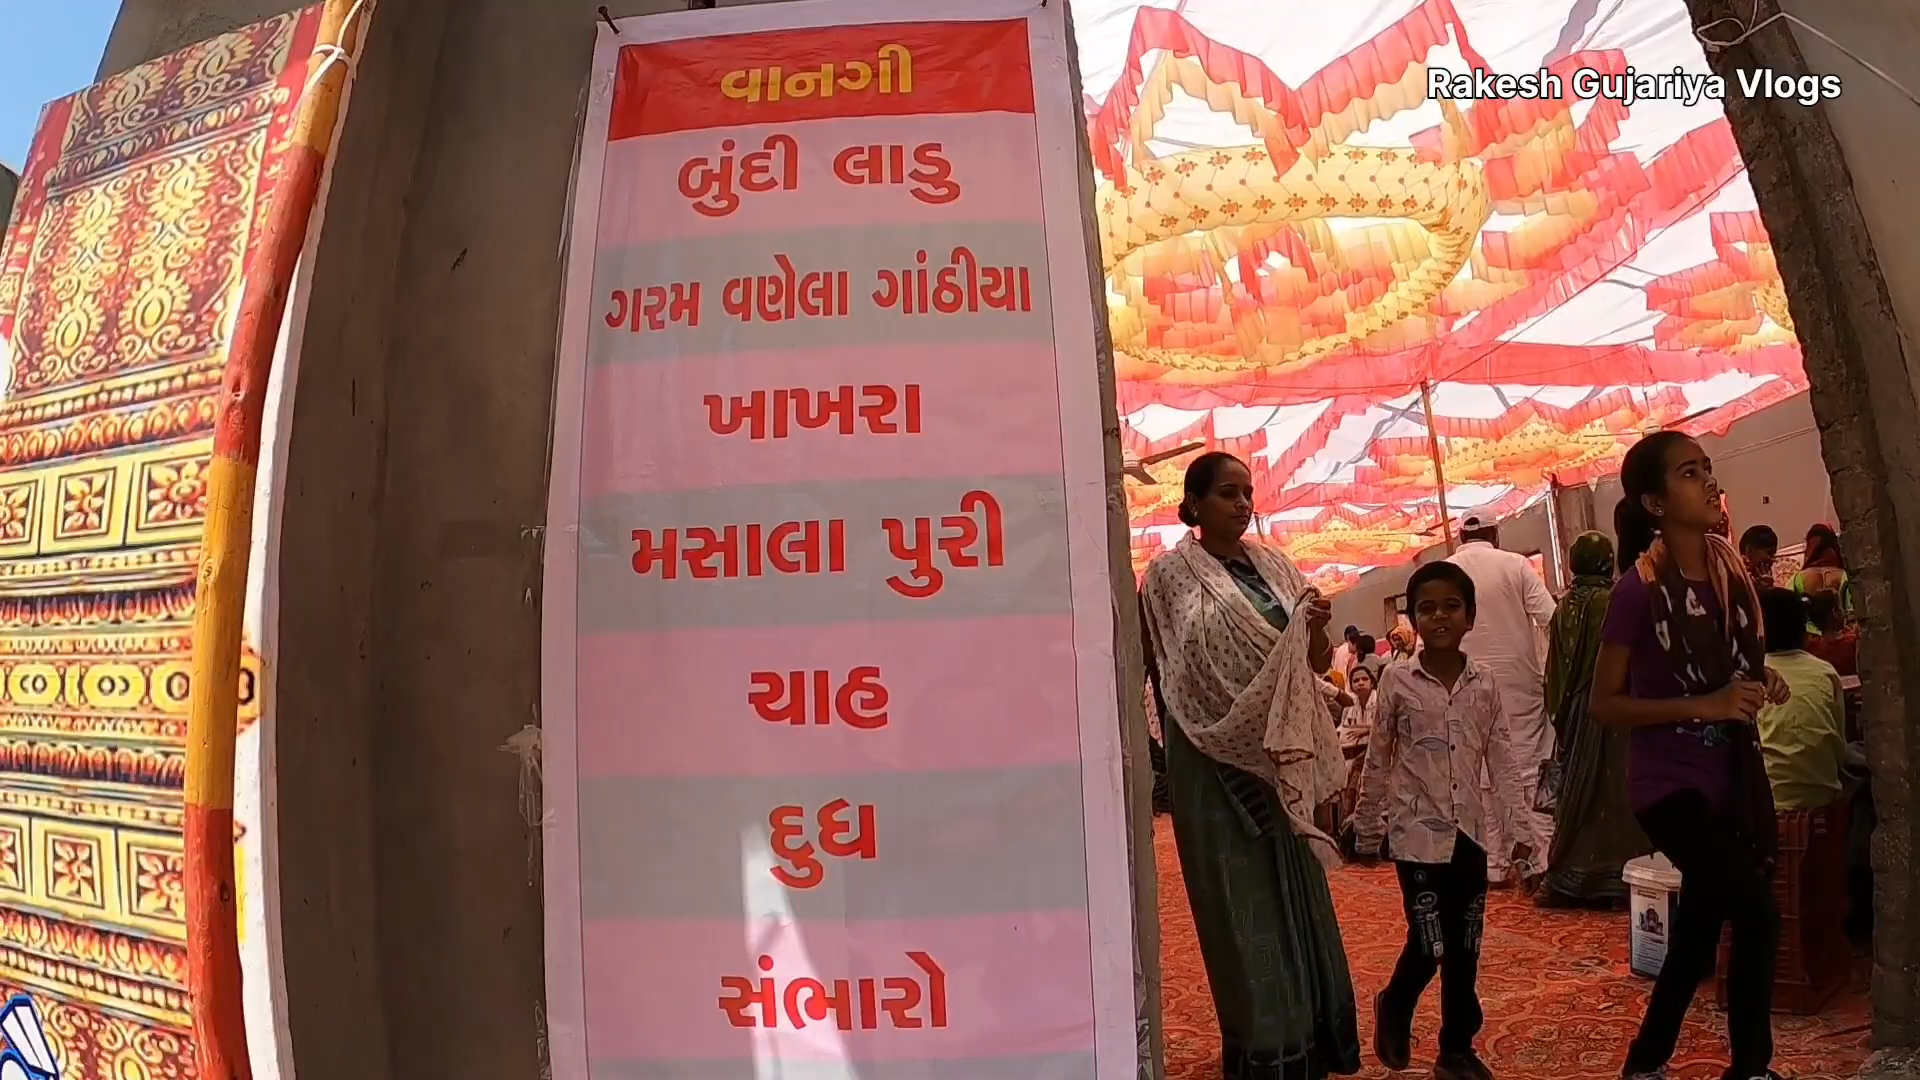 Rakesh Gujariya Vlogs
વાનગી
બુંદી લાડુ
ગરમ વણેલા ગાંઠીયા
ખાખરા
મસાલા પુરી
ચાહ
દુધ
સંભારો